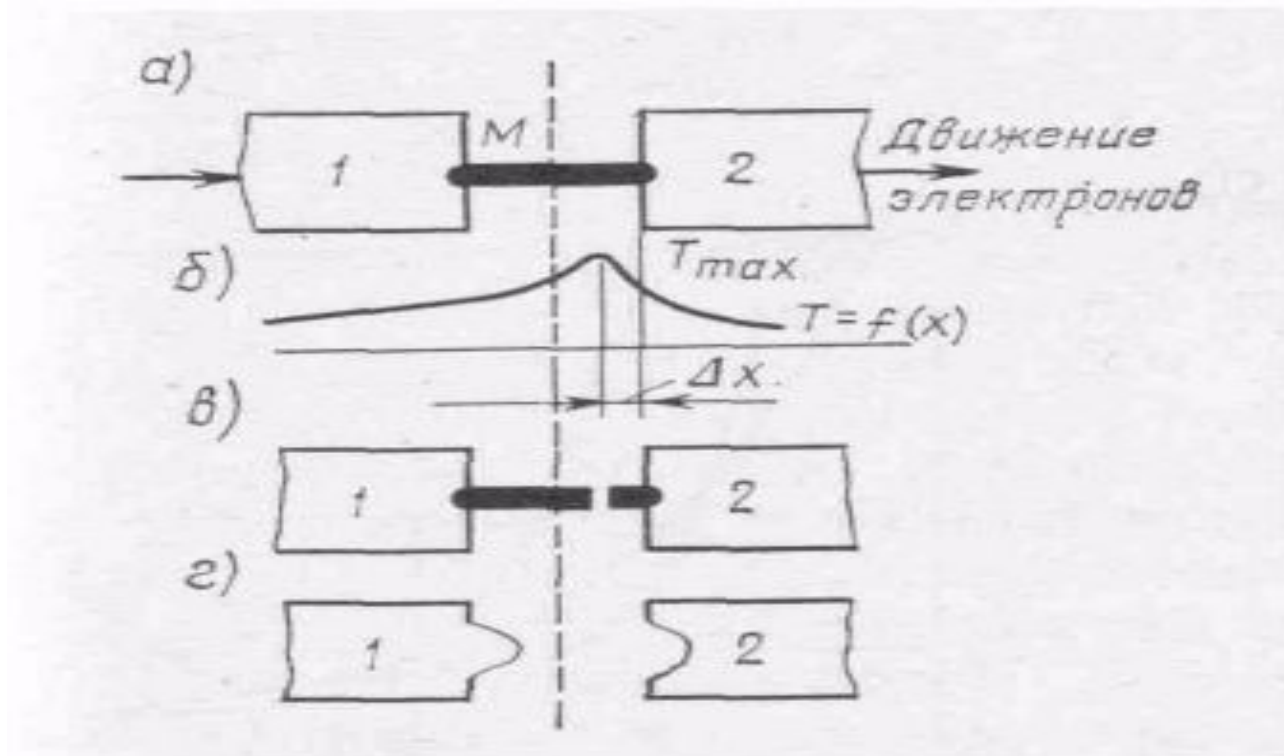 а)
1
М
2
Движение
электронов
б)
Tmax
T=f(x)
Δx
в)
1
2
г)
1
2